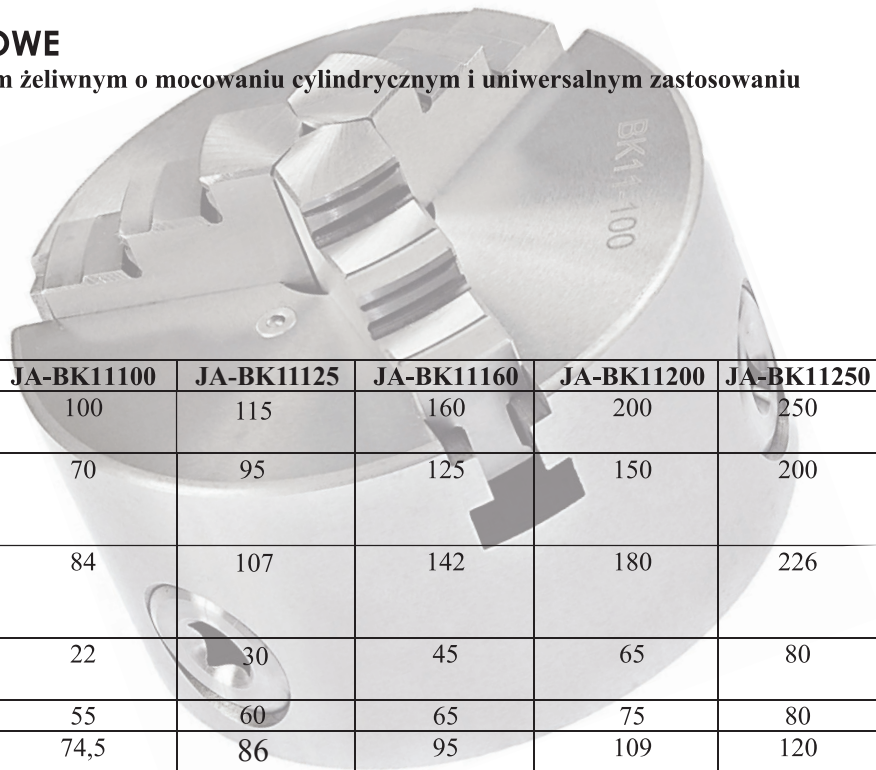 OWE
m żeliwnym o mocowaniu cylindrycznym i uniwersalnym zastosowaniu
BK11-100
JA-BK11100 JA-BK11125 JA-BK11160 JA-BK11200 JA-BK11250
100 115 160 200 250
70 95 125 150 200
84 107 142 180 226
22 30 45 65 80
55 60 65 75 80
74,5 86 95 109 120